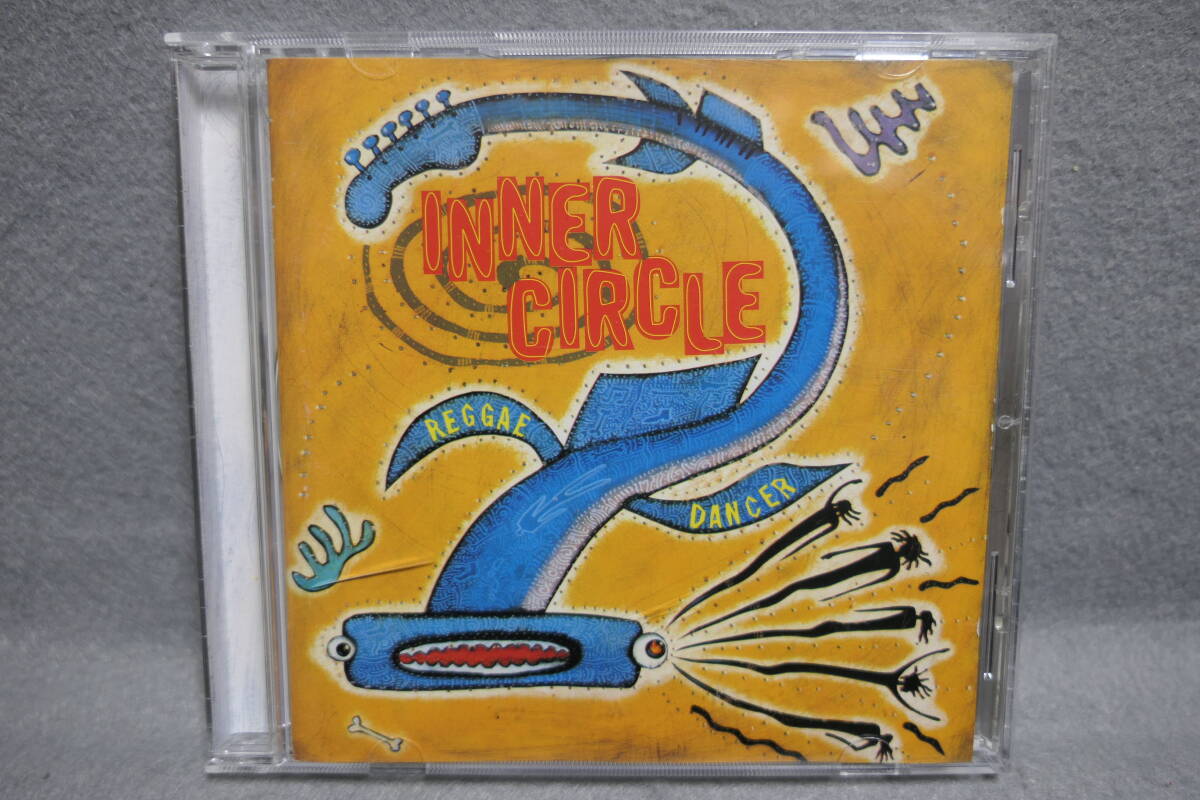 INNER
CIRCLE
REGGAE
DANCER